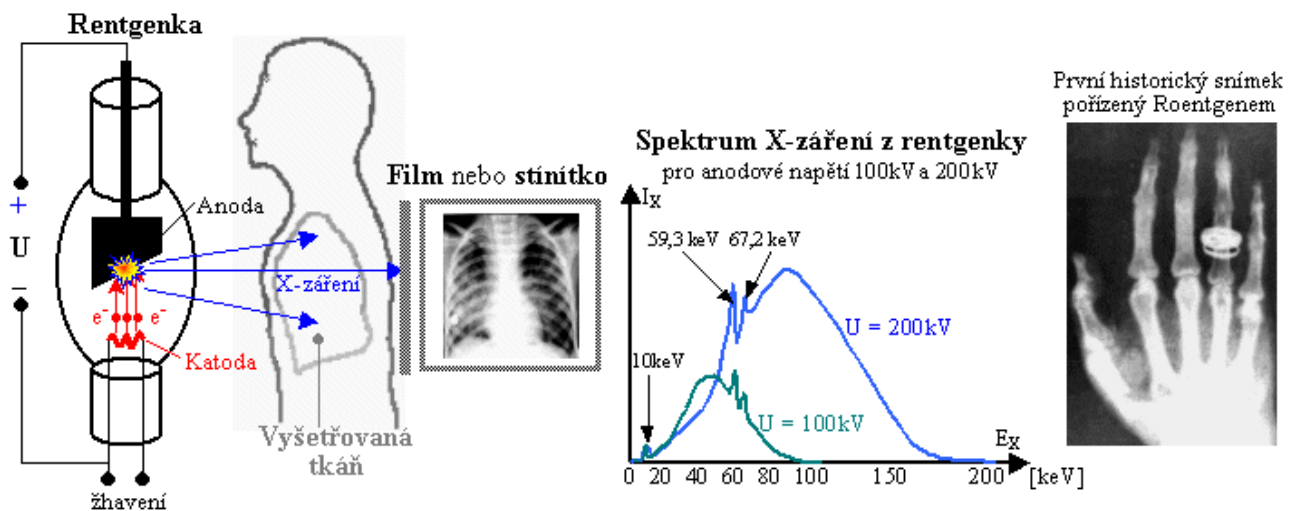 Rentgenka
+
U
−
Anoda
X-záření
e⁻
e⁻
Katoda
žhavení
Vyšetřovaná
tkáň
Film nebo stínítko
Spektrum X-záření z rentgenky
pro anodové napětí 100kV a 200kV
IX
59,3 keV
67,2 keV
10keV
U = 200kV
U = 100kV
EX
0 20 40 60 80 100 150 200 [keV]
První historický snímek
pořízený Roentgenem